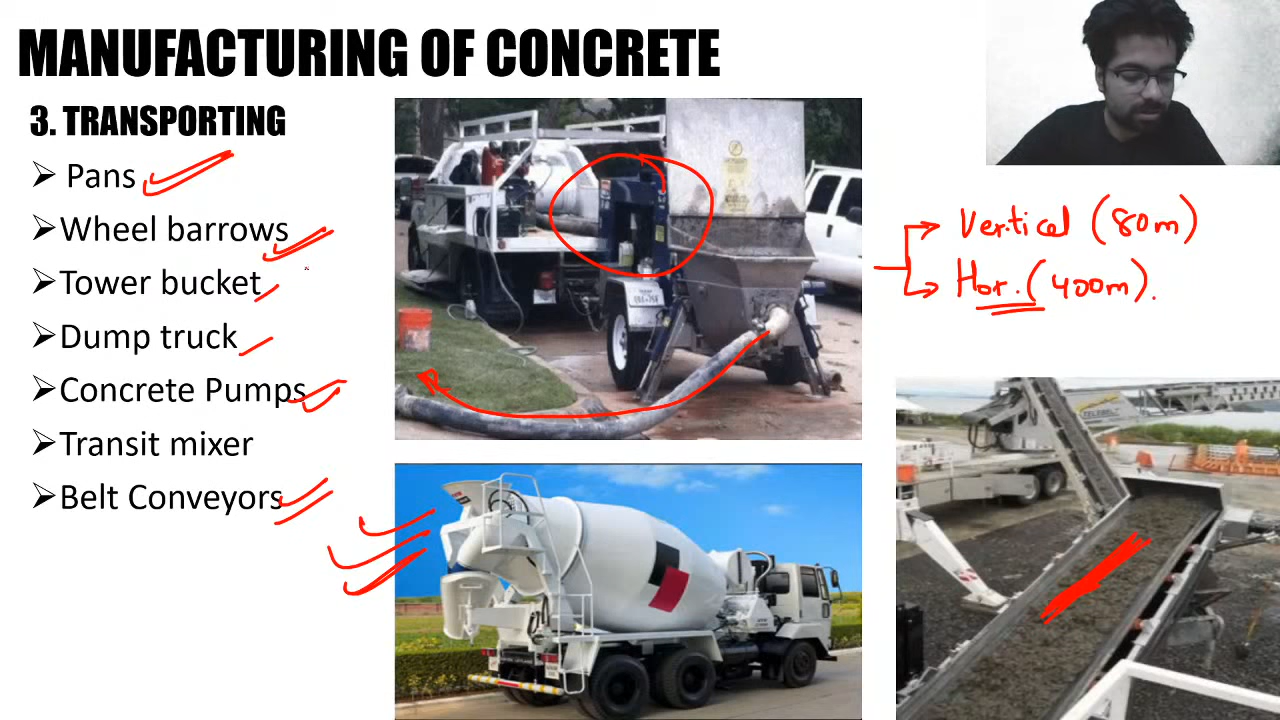 MANUFACTURING OF CONCRETE
3. TRANSPORTING
Pans
Wheel barrows
Tower bucket
Dump truck
Concrete Pumps
Transit mixer
Belt Conveyors
Vertical (80m)
Hor. (400m).
TELEBELT